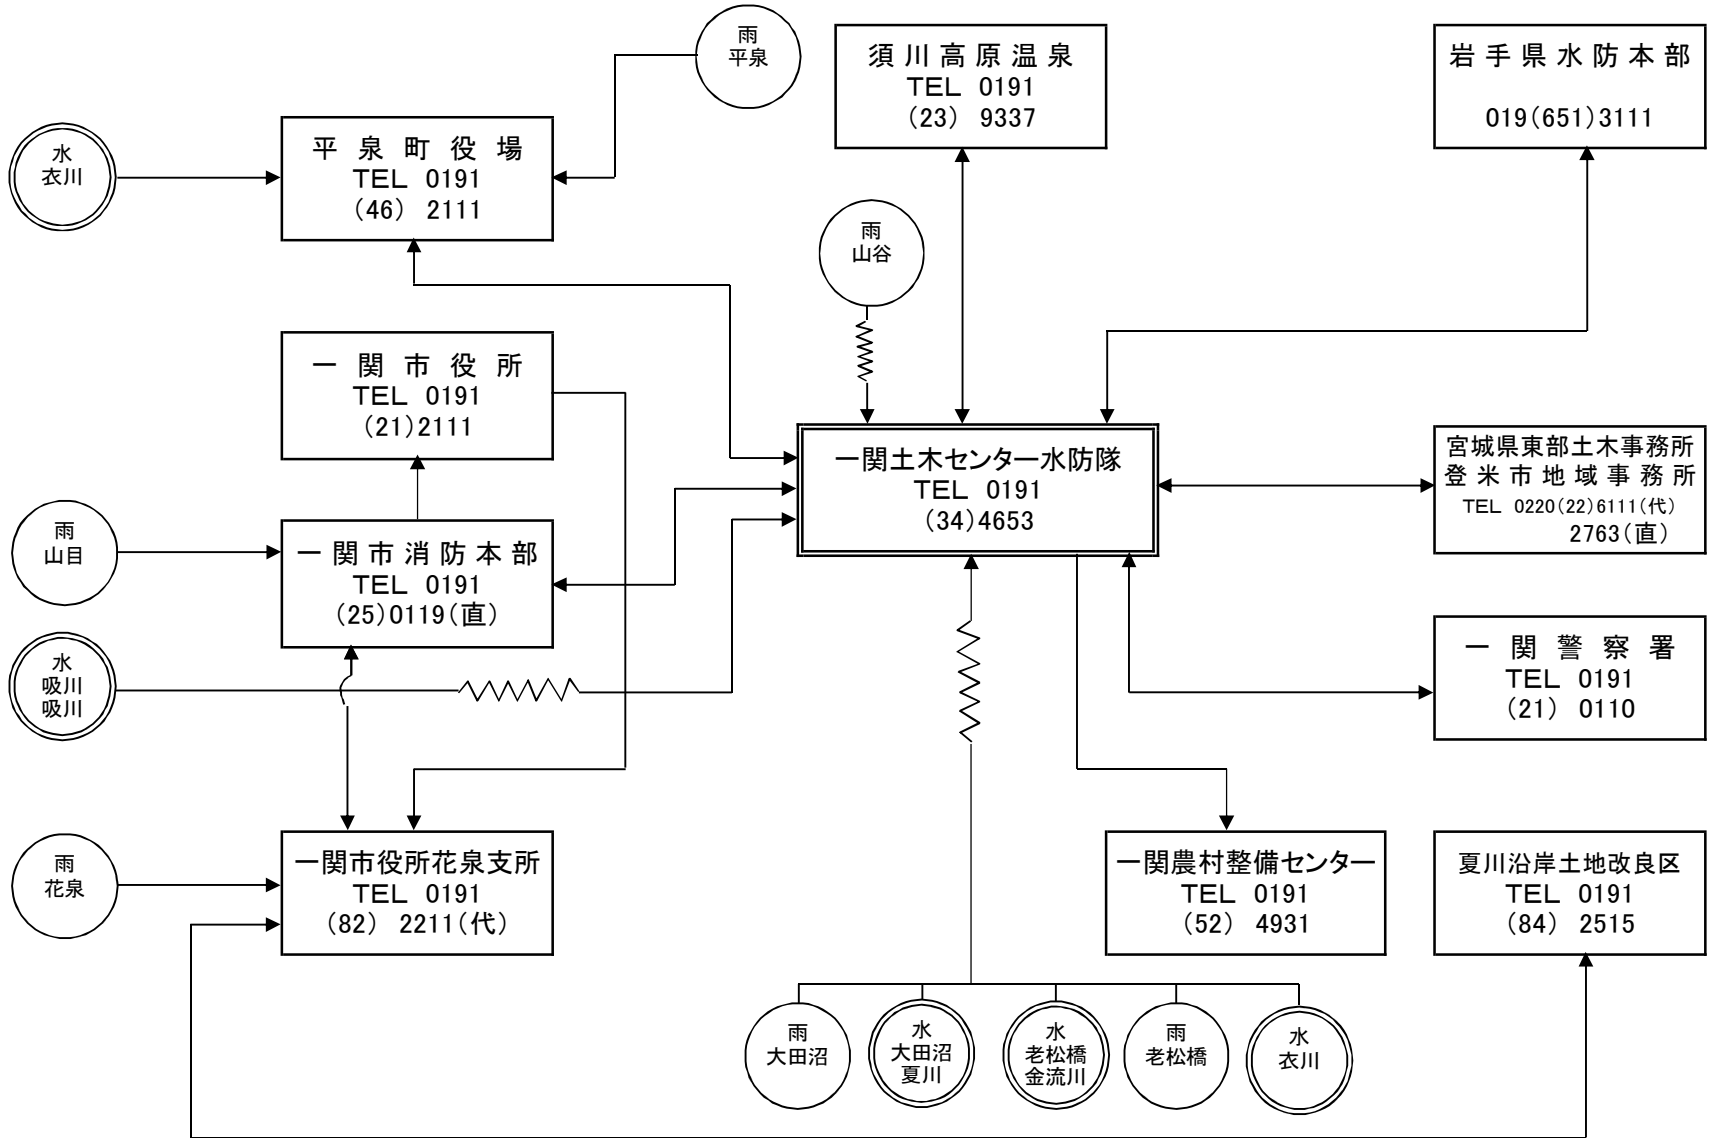 雨
平泉
須川高原温泉
TEL 0191
(23) 9337
岩手県水防本部
019(651)3111
水
衣川
平泉町役場
TEL 0191
(46) 2111
雨
山谷
一関市役所
TEL 0191
(21)2111
一関土木センター水防隊
TEL 0191
(34)4653
宮城県東部土木事務所
登米市地域事務所
TEL 0220(22)6111(代)
2763(直)
雨
山目
一関市消防本部
TEL 0191
(25)0119(直)
水
吸川
吸川
一関警察署
TEL 0191
(21) 0110
雨
花泉
一関市役所花泉支所
TEL 0191
(82) 2211(代)
一関農村整備センター
TEL 0191
(52) 4931
夏川沿岸土地改良区
TEL 0191
(84) 2515
雨
大田沼
水
大田沼
夏川
水
老松橋
金流川
雨
老松橋
水
衣川